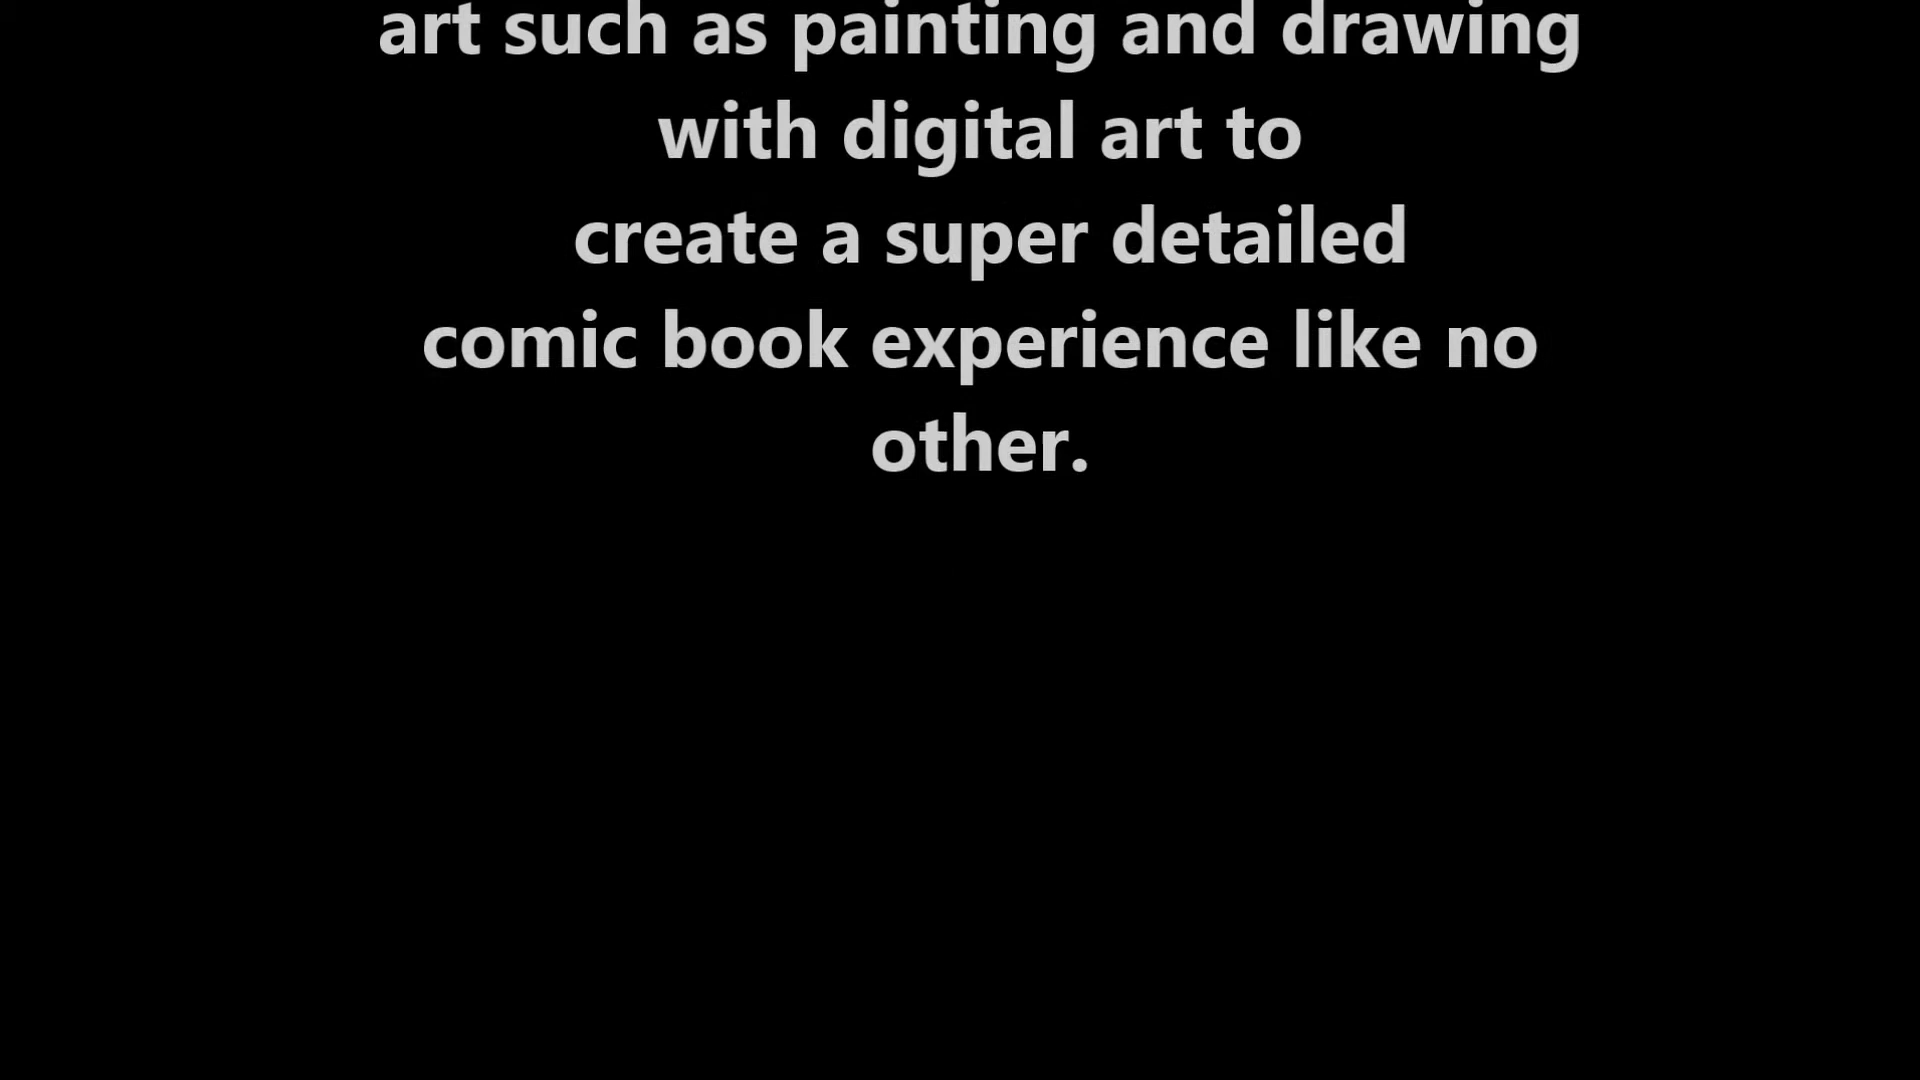 art such as painting and drawing
with digital art to
create a super detailed
comic book experience like no
other.